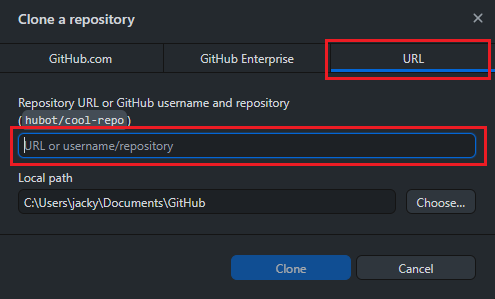 Clone a repository
GitHub.com
GitHub Enterprise
URL
Repository URL or GitHub username and repository
(hubot/cool-repo)
URL or username/repository
Local path
C:\Users\jacky\Documents\GitHub
Choose...
Clone
Cancel